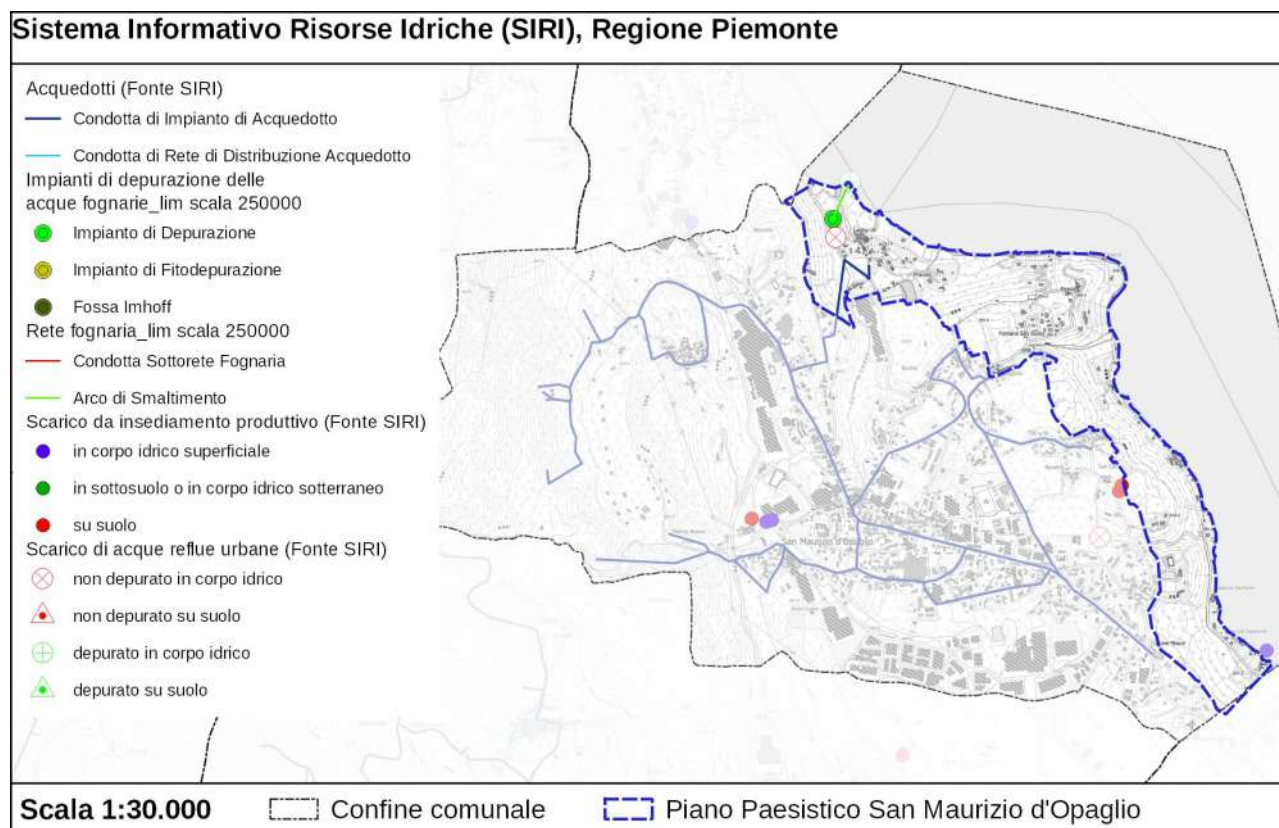 Sistema Informativo Risorse Idriche (SIRI), Regione Piemonte
Acquedotti (Fonte SIRI)
Condotta di Impianto di Acquedotto
Condotta di Rete di Distribuzione Acquedotto
Impianti di depurazione delle
acque fognarie_lim scala 250000
Impianto di Depurazione
Impianto di Fitodepurazione
Fossa Imhoff
Rete fognaria_lim scala 250000
Condotta Sottorete Fognaria
Arco di Smaltimento
Scarico da insediamento produttivo (Fonte SIRI)
in corpo idrico superficiale
in sottosuolo o in corpo idrico sotterraneo
su suolo
Scarico di acque reflue urbane (Fonte SIRI)
non depurato in corpo idrico
non depurato su suolo
depurato in corpo idrico
depurato su suolo
San Maurizio d'Opaglio
Scala 1:30.000
Confine comunale
Piano Paesistico San Maurizio d'Opaglio